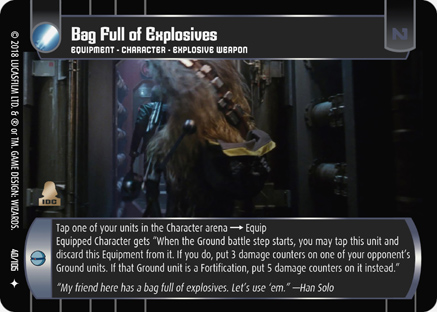 Bag Full of Explosives
EQUIPMENT - CHARACTER - EXPLOSIVE WEAPON
N
© 2018 LUCASFILM LTD. & ® or TM. GAME DESIGN: WIZARDS.
IDC
40/105
Tap one of your units in the Character arena → Equip
Equipped Character gets "When the Ground battle step starts, you may tap this unit and
discard this Equipment from it. If you do, put 3 damage counters on one of your opponent's
Ground units. If that Ground unit is a Fortification, put 5 damage counters on it instead."
"My friend here has a bag full of explosives. Let's use 'em." —Han Solo